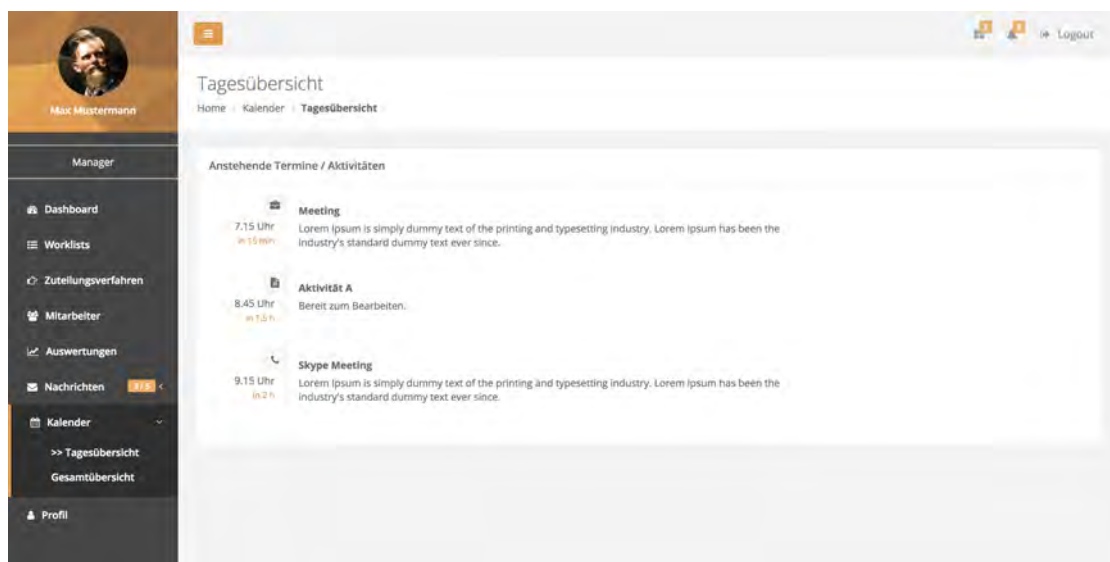 Max Mustermann
Manager
Dashboard
Worklists
Zuteilungsverfahren
Mitarbeiter
Auswertungen
Nachrichten
Kalender
>> Tagesübersicht
Gesamtübersicht
Profil
Logout
Tagesübersicht
Home / Kalender / Tagesübersicht
Anstehende Termine / Aktivitäten
7.15 Uhr
in 15 min
Meeting
Lorem Ipsum is simply dummy text of the printing and typesetting industry. Lorem Ipsum has been the
industry's standard dummy text ever since.
8.45 Uhr
in 1.5 h
Aktivität A
Bereit zum Bearbeiten.
9.15 Uhr
in 2 h
Skype Meeting
Lorem Ipsum is simply dummy text of the printing and typesetting industry. Lorem Ipsum has been the
industry's standard dummy text ever since.